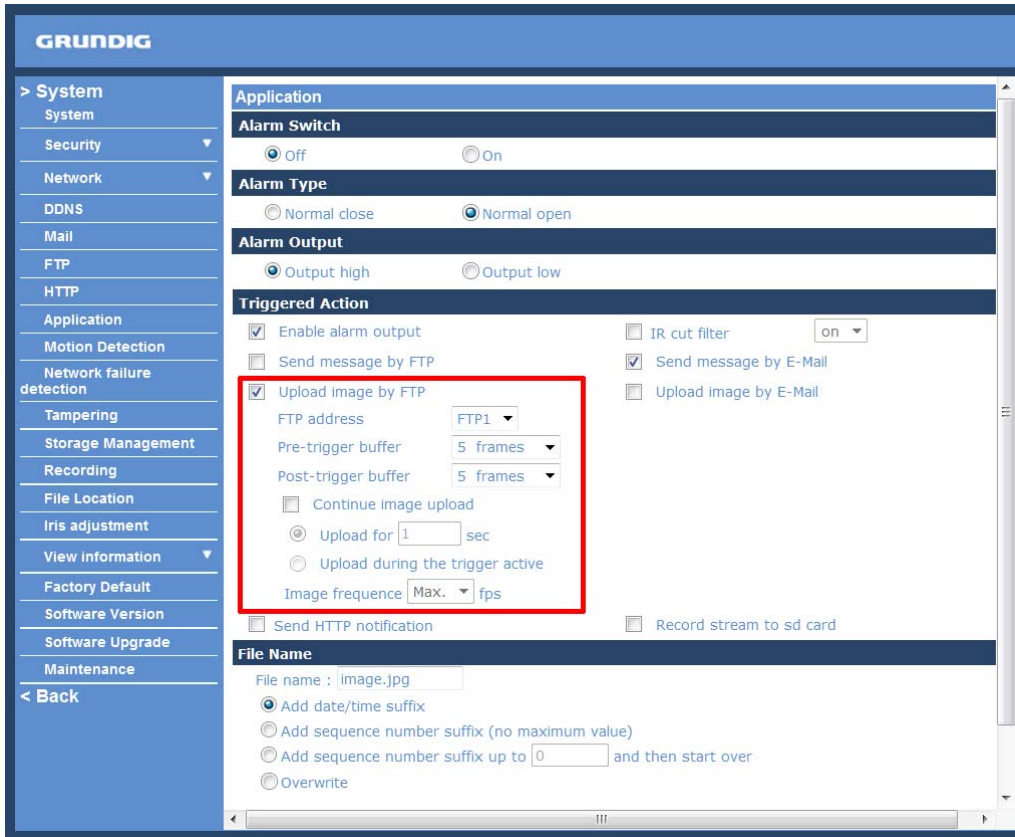 GRUNDIG
> System
System
Security
Network
DDNS
Mail
FTP
HTTP
Application
Motion Detection
Network failure
detection
Tampering
Storage Management
Recording
File Location
Iris adjustment
View information
Factory Default
Software Version
Software Upgrade
Maintenance
< Back
Application
Alarm Switch
Off On
Alarm Type
Normal close Normal open
Alarm Output
Output high Output low
Triggered Action
Enable alarm output IR cut filter on
Send message by FTP Send message by E-Mail
Upload image by FTP Upload image by E-Mail
FTP address FTP1
Pre-trigger buffer 5 frames
Post-trigger buffer 5 frames
Continue image upload
Upload for 1 sec
Upload during the trigger active
Image frequence Max. fps
Send HTTP notification Record stream to sd card
File Name
File name : image.jpg
Add date/time suffix
Add sequence number suffix (no maximum value)
Add sequence number suffix up to 0 and then start over
Overwrite